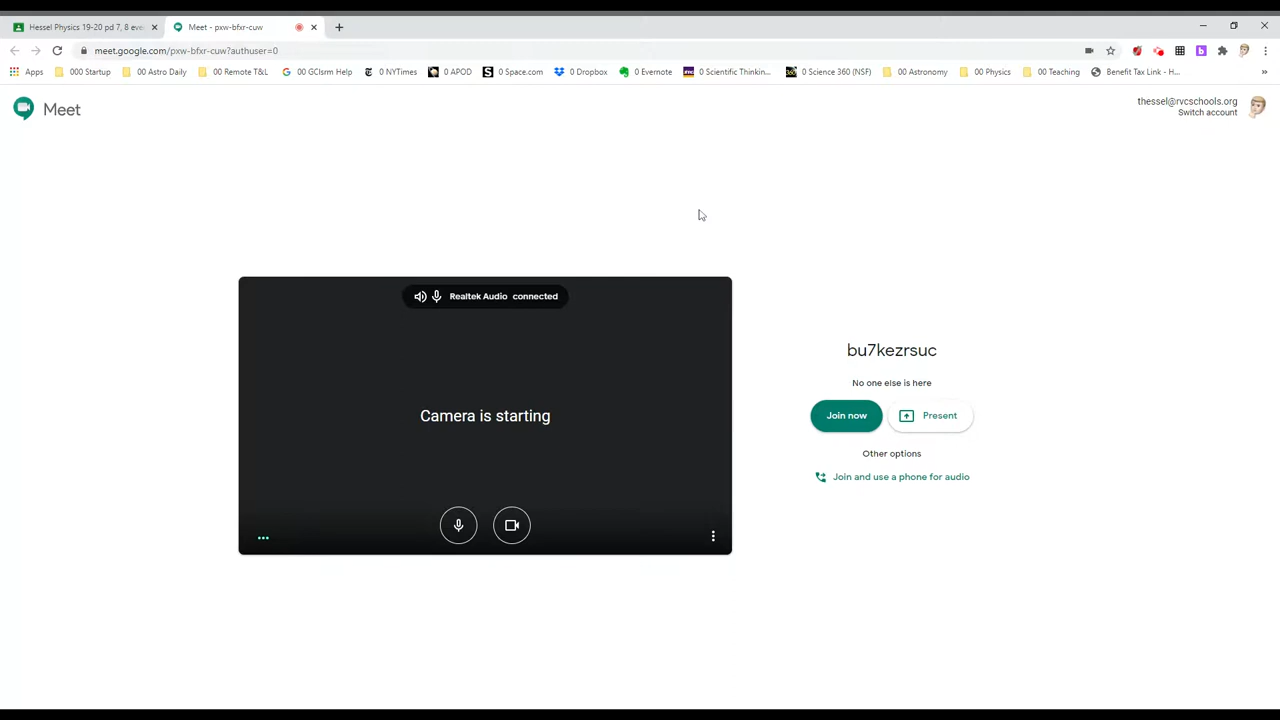 Hessel Physics 19-20 pd 7, 8 eve
Meet - pxw-bfxr-cuw
meet.google.com/pxw-bfxr-cuw?authuser=0
Apps 000 Startup 00 Astro Daily 00 Remote T&L 00 GClsrm Help 0 NYTimes 0 APOD 0 Space.com 0 Dropbox 0 Evernote 0 Scientific Thinkin... 0 Science 360 (NSF) 00 Astronomy 00 Physics 00 Teaching Benefit Tax Link - H... »
Meet
thessel@rvcschools.org
Switch account
Realtek Audio connected
Camera is starting
bu7kezrsuc
No one else is here
Join now
Present
Other options
Join and use a phone for audio